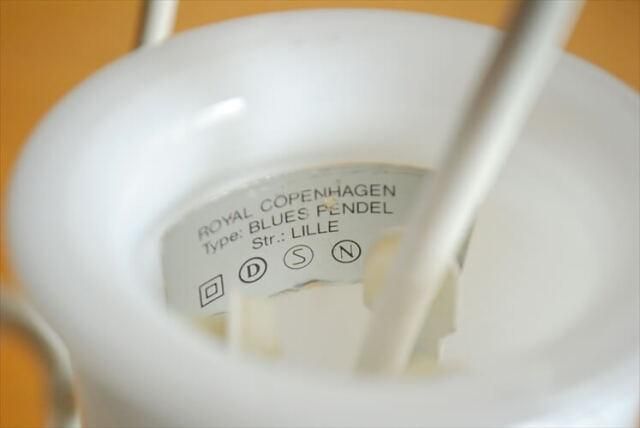 ROYAL COPENHAGEN
Type: BLUES PENDEL
Str.: LILLE
D S N